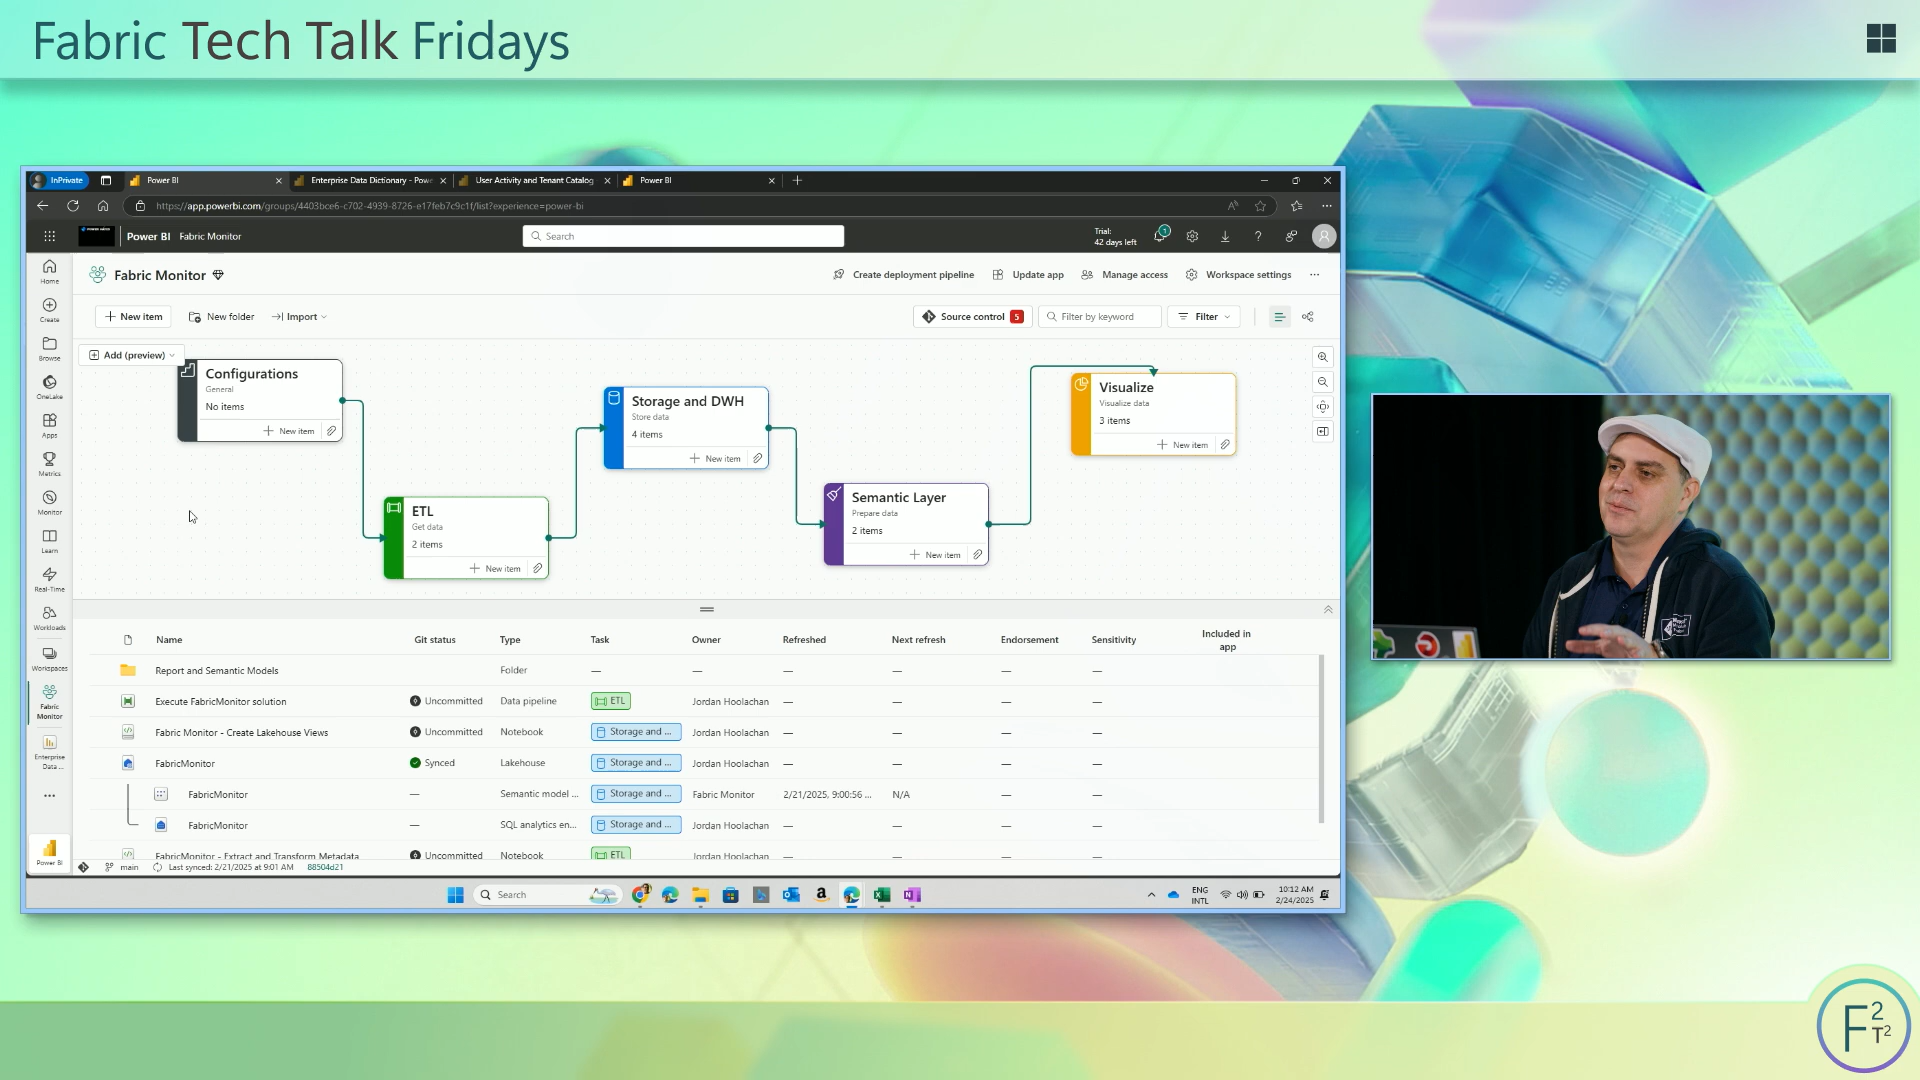 Fabric Tech Talk Fridays
InPrivate
Power BI
Enterprise Data Dictionary - Powe
User Activity and Tenant Catalog
Power BI
https://app.powerbi.com/groups/4403bce6-c702-4939-8726-e17feb7c9c1f/list?experience=power-bi
Power BI Fabric Monitor
Search
Trial:
42 days left
1
Home
Create
Browse
OneLake
Apps
Metrics
Monitor
Learn
Real-Time
Workloads
Workspaces
Fabric
Monitor
Enterprise
Data ...
Power BI
Fabric Monitor
Create deployment pipeline
Update app
Manage access
Workspace settings
New item
New folder
Import
Source control 5
Filter by keyword
Filter
Add (preview)
Configurations
General
No items
New item
ETL
Get data
2 items
New item
Storage and DWH
Store data
4 items
New item
Semantic Layer
Prepare data
2 items
New item
Visualize
Visualize data
3 items
New item
Name Git status Type Task Owner Refreshed Next refresh Endorsement Sensitivity Included in app
Report and Semantic Models Folder — — — — — —
Execute FabricMonitor solution Uncommitted Data pipeline ETL Jordan Hoolachan — — — —
Fabric Monitor - Create Lakehouse Views Uncommitted Notebook Storage and ... Jordan Hoolachan — — — —
FabricMonitor Synced Lakehouse Storage and ... Jordan Hoolachan — — — —
FabricMonitor — Semantic model ... Storage and ... Fabric Monitor 2/21/2025, 9:00:56 ... N/A — —
FabricMonitor — SQL analytics en... Storage and ... Jordan Hoolachan — — — —
FabricMonitor - Extract and Transform Metadata Uncommitted Notebook ETL Jordan Hoolachan — — — —
main Last synced: 2/21/2025 at 9:01 AM 88504d21
Search
ENG
INTL
10:12 AM
2/24/2025
F2
T2